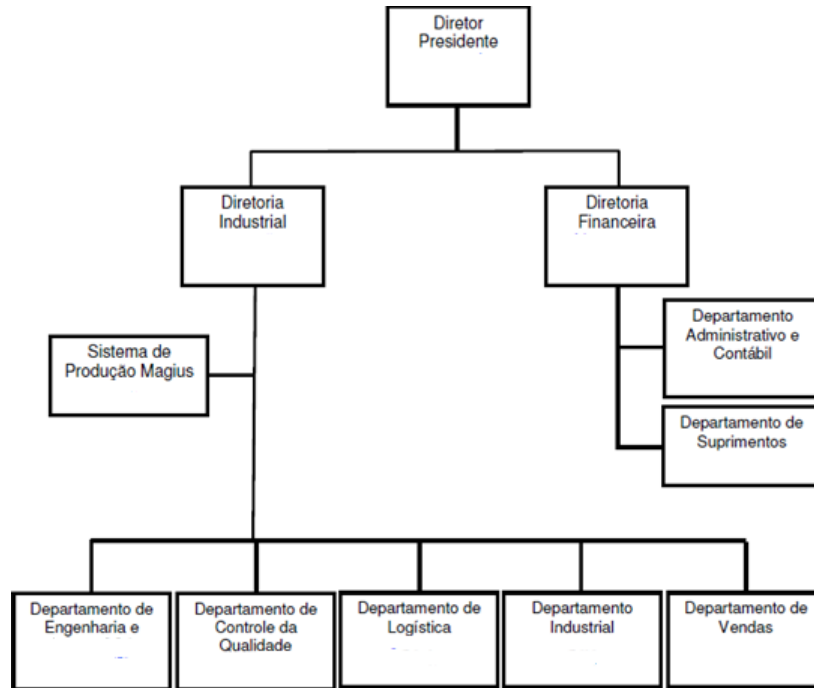 Diretor
Presidente
Diretoria
Industrial
Diretoria
Financeira
Departamento
Administrativo e
Contábil
Sistema de
Produção Magius
Departamento de
Suprimentos
Departamento de
Engenharia e
Departamento de
Controle da
Qualidade
Departamento de
Logística
Departamento
Industrial
Departamento de
Vendas